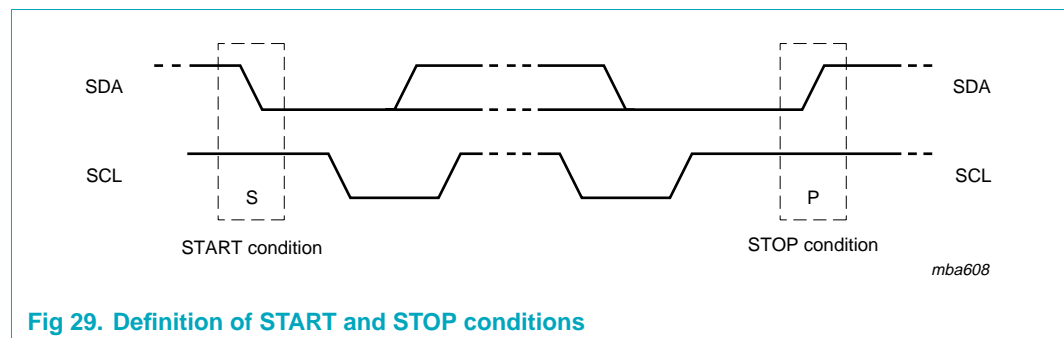 SDA SDA
SCL SCL
S P
START condition STOP condition
mba608
Fig 29. Definition of START and STOP conditions